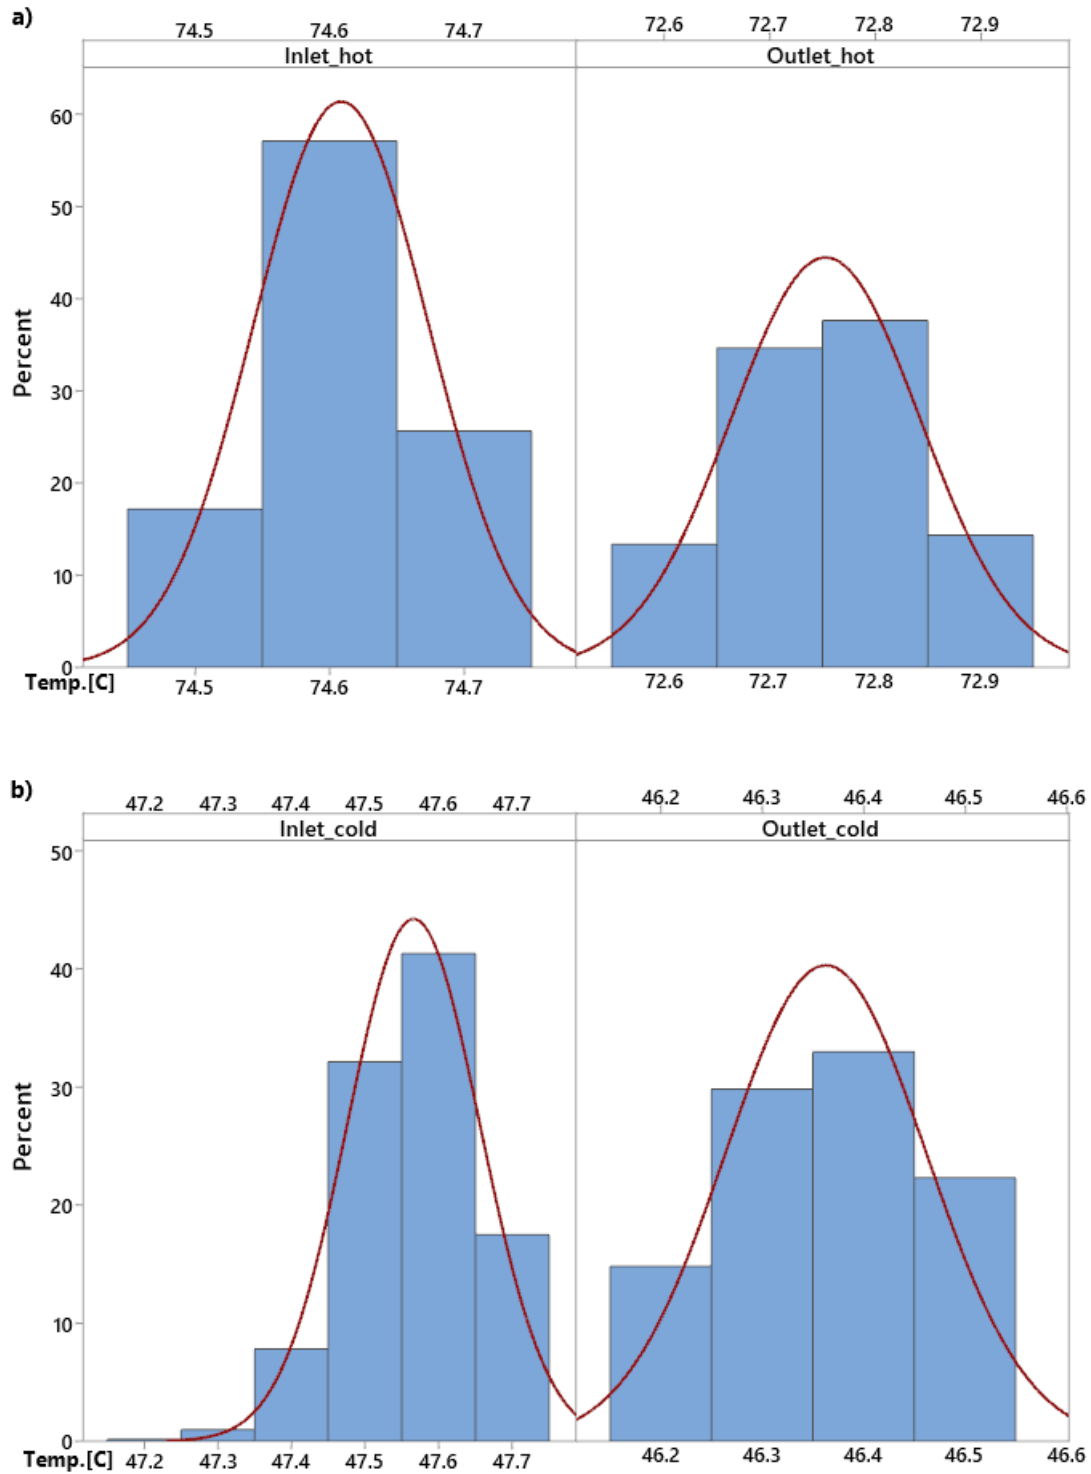 a)
74.5 74.6 74.7 72.6 72.7 72.8 72.9
Inlet_hot Outlet_hot
60
50
40
30
20
10
0
Percent
Temp.[C] 74.5 74.6 74.7 72.6 72.7 72.8 72.9
b)
47.2 47.3 47.4 47.5 47.6 47.7 46.2 46.3 46.4 46.5 46.6
Inlet_cold Outlet_cold
50
40
30
20
10
0
Percent
Temp.[C] 47.2 47.3 47.4 47.5 47.6 47.7 46.2 46.3 46.4 46.5 46.6